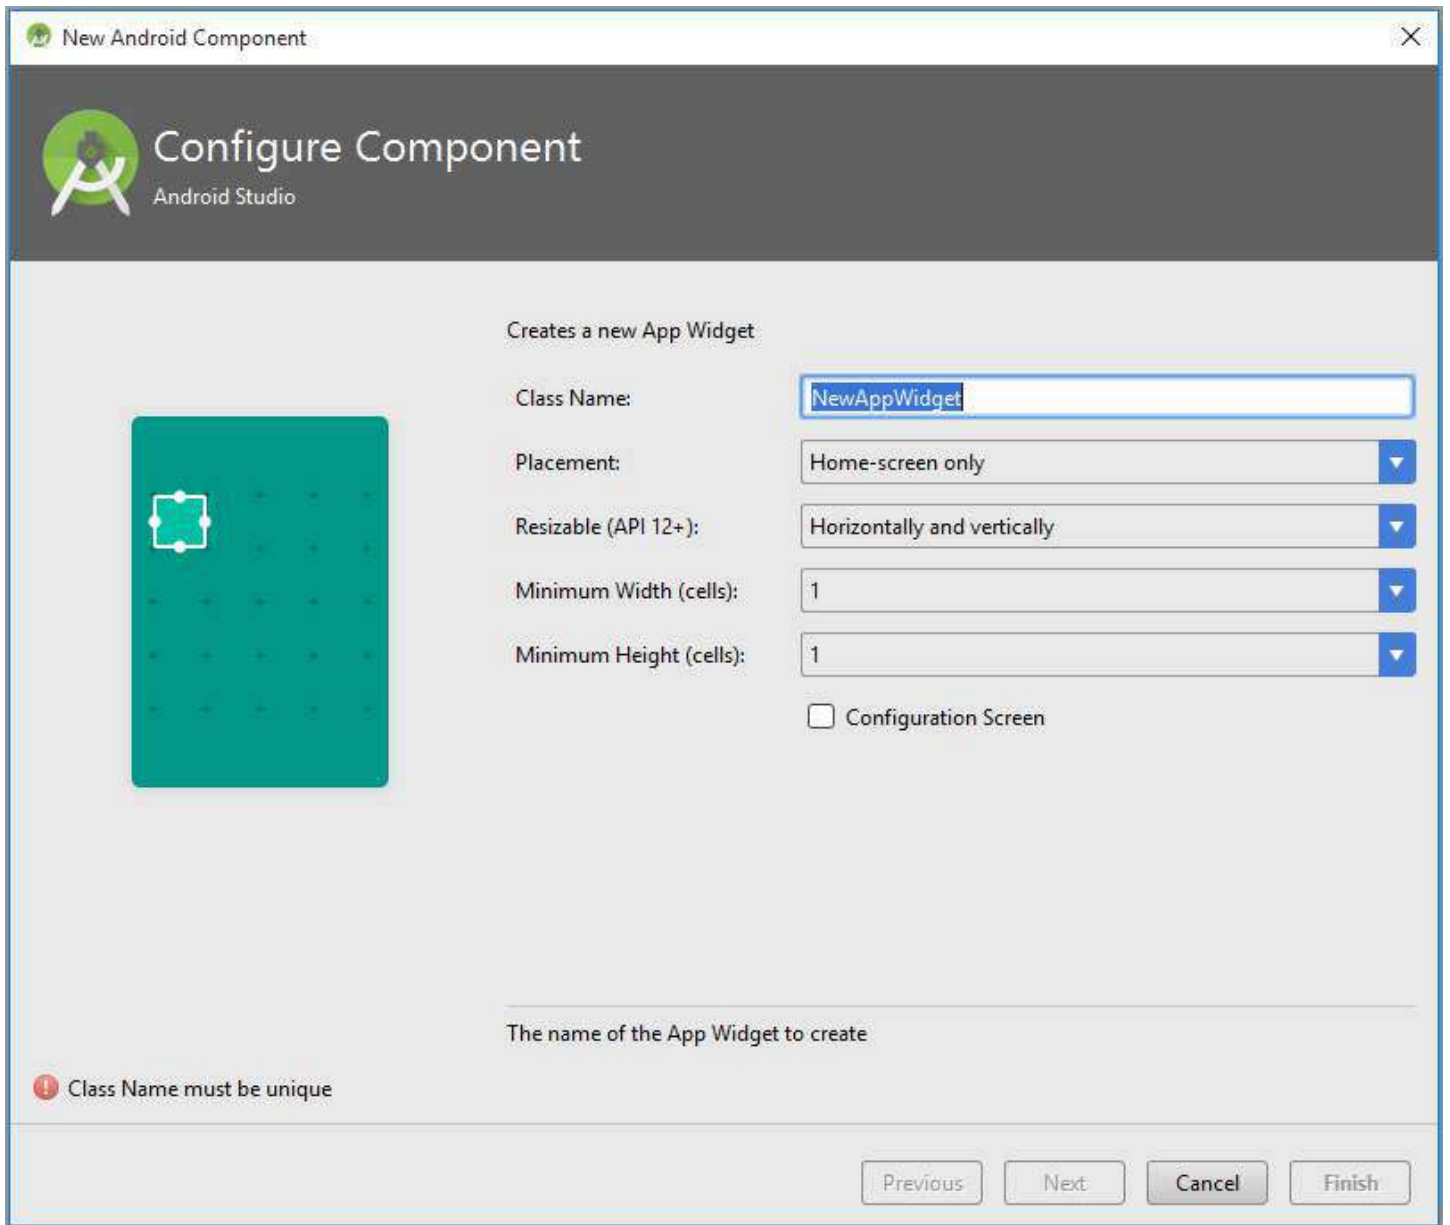 New Android Component
Configure Component
Android Studio
Creates a new App Widget
Class Name: NewAppWidget
Placement: Home-screen only
Resizable (API 12+): Horizontally and vertically
Minimum Width (cells): 1
Minimum Height (cells): 1
Configuration Screen
The name of the App Widget to create
Class Name must be unique
Previous Next Cancel Finish